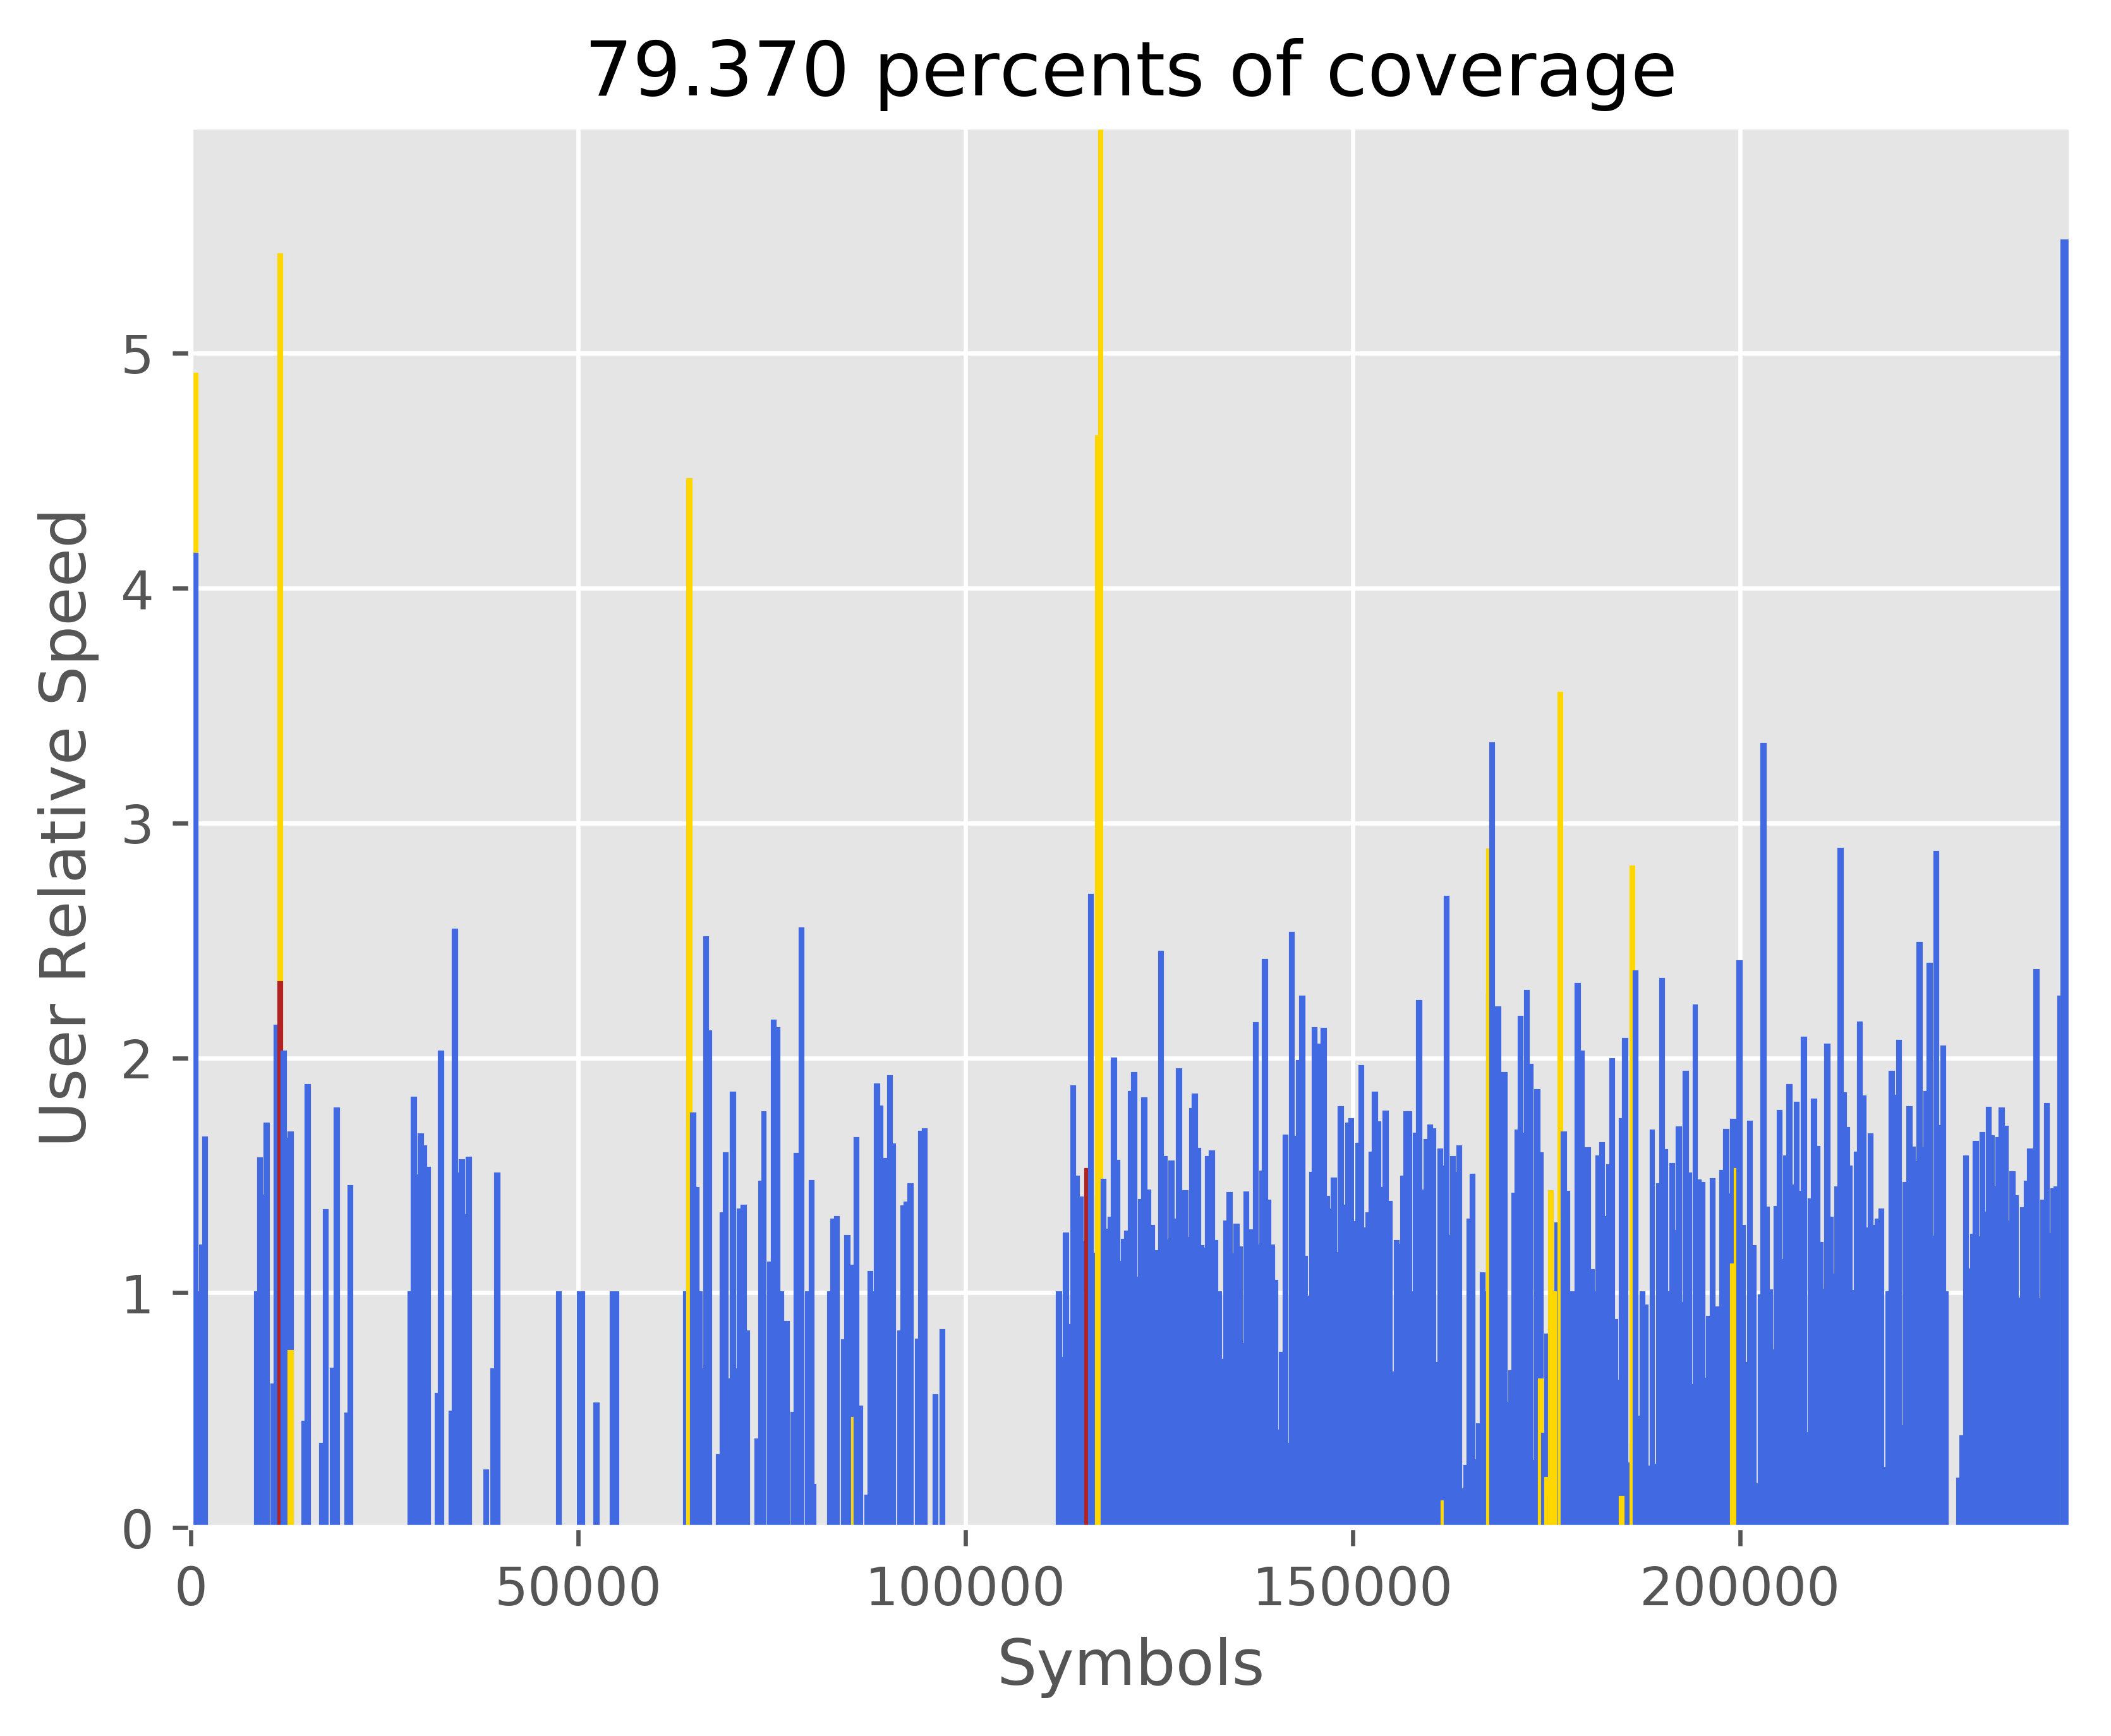 79.370 percents of coverage
User Relative Speed
5
4
3
2
1
0
0 50000 100000 150000 200000
Symbols